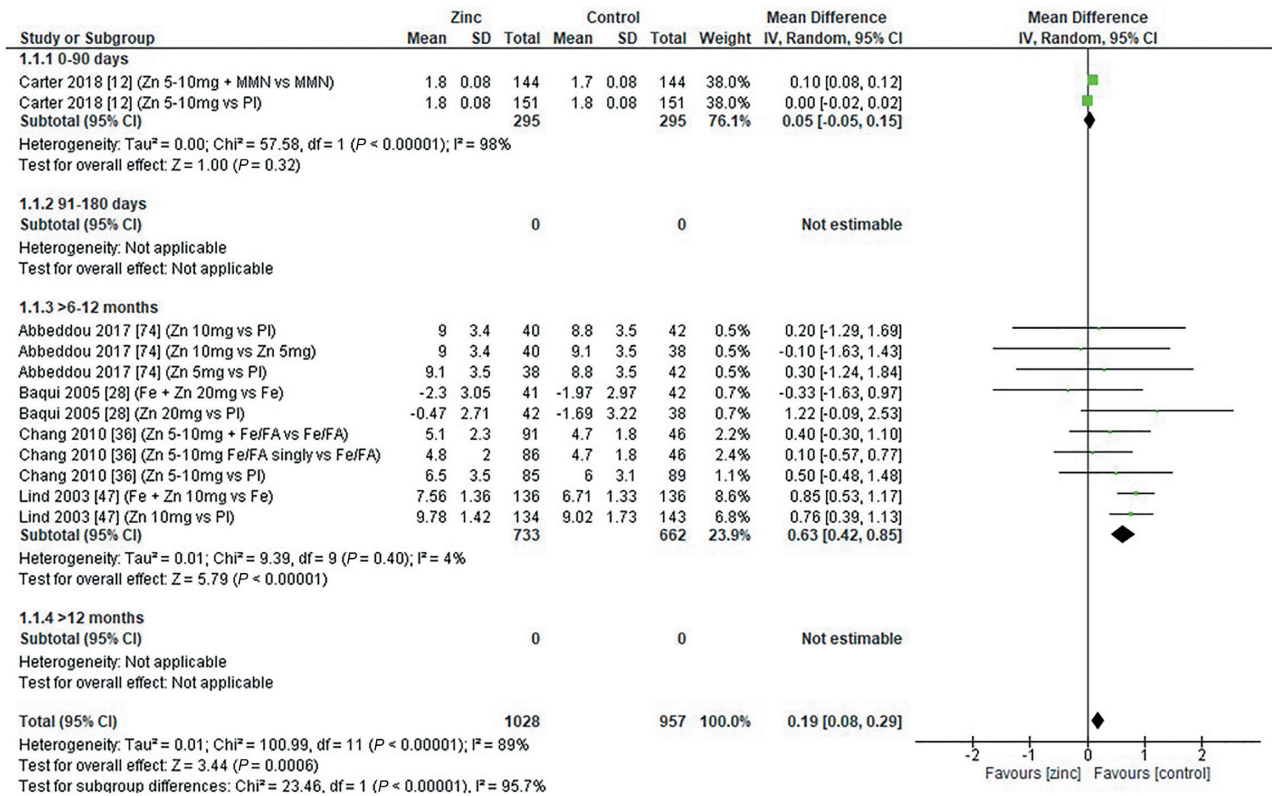 Zinc Control Mean Difference Mean Difference
Study or Subgroup Mean SD Total Mean SD Total Weight IV, Random, 95% CI IV, Random, 95% CI
1.1.1 0-90 days
Carter 2018 [12] (Zn 5-10mg + MMN vs MMN) 1.8 0.08 144 1.7 0.08 144 38.0% 0.10 [0.08, 0.12]
Carter 2018 [12] (Zn 5-10mg vs Pl) 1.8 0.08 151 1.8 0.08 151 38.0% 0.00 [-0.02, 0.02]
Subtotal (95% CI) 295 295 76.1% 0.05 [-0.05, 0.15]
Heterogeneity: Tau² = 0.00; Chi² = 57.58, df = 1 (P < 0.00001); I² = 98%
Test for overall effect: Z = 1.00 (P = 0.32)
1.1.2 91-180 days
Subtotal (95% CI) 0 0 Not estimable
Heterogeneity: Not applicable
Test for overall effect: Not applicable
1.1.3 >6-12 months
Abbeddou 2017 [74] (Zn 10mg vs Pl) 9 3.4 40 8.8 3.5 42 0.5% 0.20 [-1.29, 1.69]
Abbeddou 2017 [74] (Zn 10mg vs Zn 5mg) 9 3.4 40 9.1 3.5 38 0.5% -0.10 [-1.63, 1.43]
Abbeddou 2017 [74] (Zn 5mg vs Pl) 9.1 3.5 38 8.8 3.5 42 0.5% 0.30 [-1.24, 1.84]
Baqui 2005 [28] (Fe + Zn 20mg vs Fe) -2.3 3.05 41 -1.97 2.97 42 0.7% -0.33 [-1.63, 0.97]
Baqui 2005 [28] (Zn 20mg vs Pl) -0.47 2.71 42 -1.69 3.22 38 0.7% 1.22 [-0.09, 2.53]
Chang 2010 [36] (Zn 5-10mg + Fe/FA vs Fe/FA) 5.1 2.3 91 4.7 1.8 46 2.2% 0.40 [-0.30, 1.10]
Chang 2010 [36] (Zn 5-10mg Fe/FA singly vs Fe/FA) 4.8 2 86 4.7 1.8 46 2.4% 0.10 [-0.57, 0.77]
Chang 2010 [36] (Zn 5-10mg vs Pl) 6.5 3.5 85 6 3.1 89 1.1% 0.50 [-0.48, 1.48]
Lind 2003 [47] (Fe + Zn 10mg vs Fe) 7.56 1.36 136 6.71 1.33 136 8.6% 0.85 [0.53, 1.17]
Lind 2003 [47] (Zn 10mg vs Pl) 9.78 1.42 134 9.02 1.73 143 6.8% 0.76 [0.39, 1.13]
Subtotal (95% CI) 733 662 23.9% 0.63 [0.42, 0.85]
Heterogeneity: Tau² = 0.01; Chi² = 9.39, df = 9 (P = 0.40); I² = 4%
Test for overall effect: Z = 5.79 (P < 0.00001)
1.1.4 >12 months
Subtotal (95% CI) 0 0 Not estimable
Heterogeneity: Not applicable
Test for overall effect: Not applicable
Total (95% CI) 1028 957 100.0% 0.19 [0.08, 0.29]
Heterogeneity: Tau² = 0.01; Chi² = 100.99, df = 11 (P < 0.00001); I² = 89%
Test for overall effect: Z = 3.44 (P = 0.0006)
Test for subgroup differences: Chi² = 23.46, df = 1 (P < 0.00001), I² = 95.7%
-2 -1 0 1 2
Favours [zinc] Favours [control]